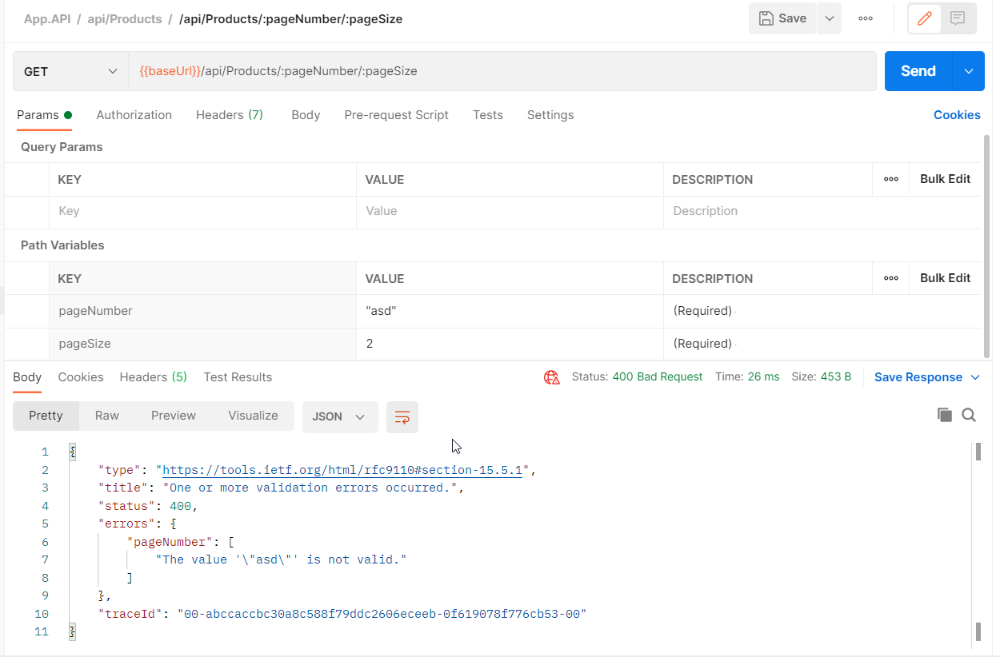 App.API / api/Products / /api/Products/:pageNumber/:pageSize Save
GET {{baseUrl}}/api/Products/:pageNumber/:pageSize Send
Params Authorization Headers (7) Body Pre-request Script Tests Settings Cookies
Query Params
KEY VALUE DESCRIPTION Bulk Edit
Key Value Description
Path Variables
KEY VALUE DESCRIPTION Bulk Edit
pageNumber "asd" (Required)
pageSize 2 (Required)
Body Cookies Headers (5) Test Results Status: 400 Bad Request Time: 26 ms Size: 453 B Save Response
Pretty Raw Preview Visualize JSON
1 {
2 "type": "https://tools.ietf.org/html/rfc9110#section-15.5.1",
3 "title": "One or more validation errors occurred.",
4 "status": 400,
5 "errors": {
6 "pageNumber": [
7 "The value '\"asd\"' is not valid."
8 ]
9 },
10 "traceId": "00-abccaccbc30a8c588f79ddc2606eceeb-0f619078f776cb53-00"
11 }